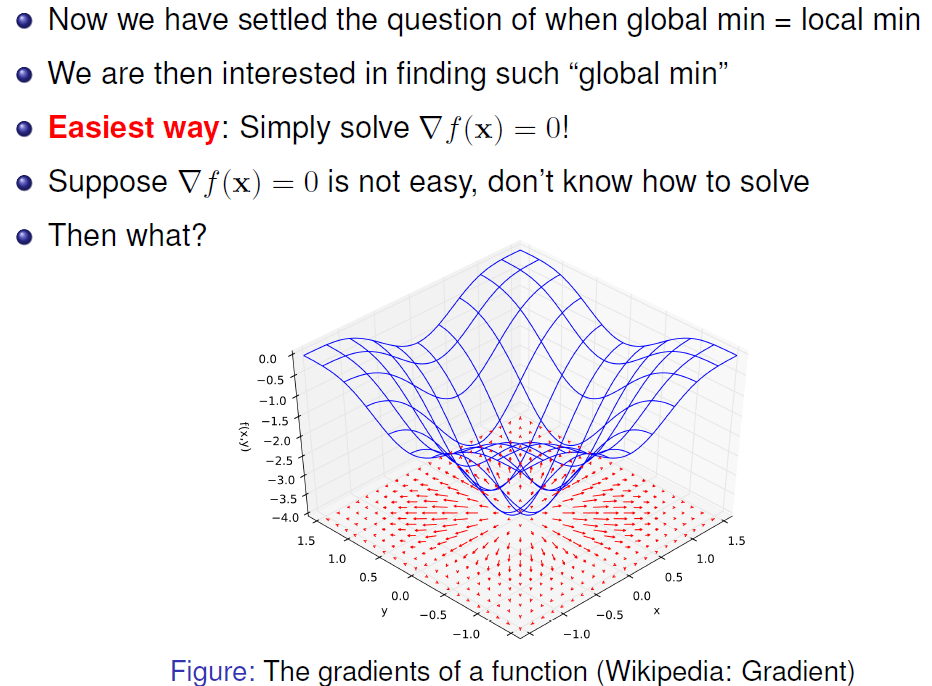 Now we have settled the question of when global min = local min
We are then interested in finding such “global min”
Easiest way: Simply solve ∇f(x) = 0!
Suppose ∇f(x) = 0 is not easy, don’t know how to solve
Then what?
0.0
−0.5
−1.0
−1.5
−2.0
−2.5
−3.0
−3.5
−4.0
f(x,y)
1.5
1.0
0.5
0.0
−0.5
−1.0
y
1.5
1.0
0.5
0.0
−0.5
−1.0
x
Figure: The gradients of a function (Wikipedia: Gradient)